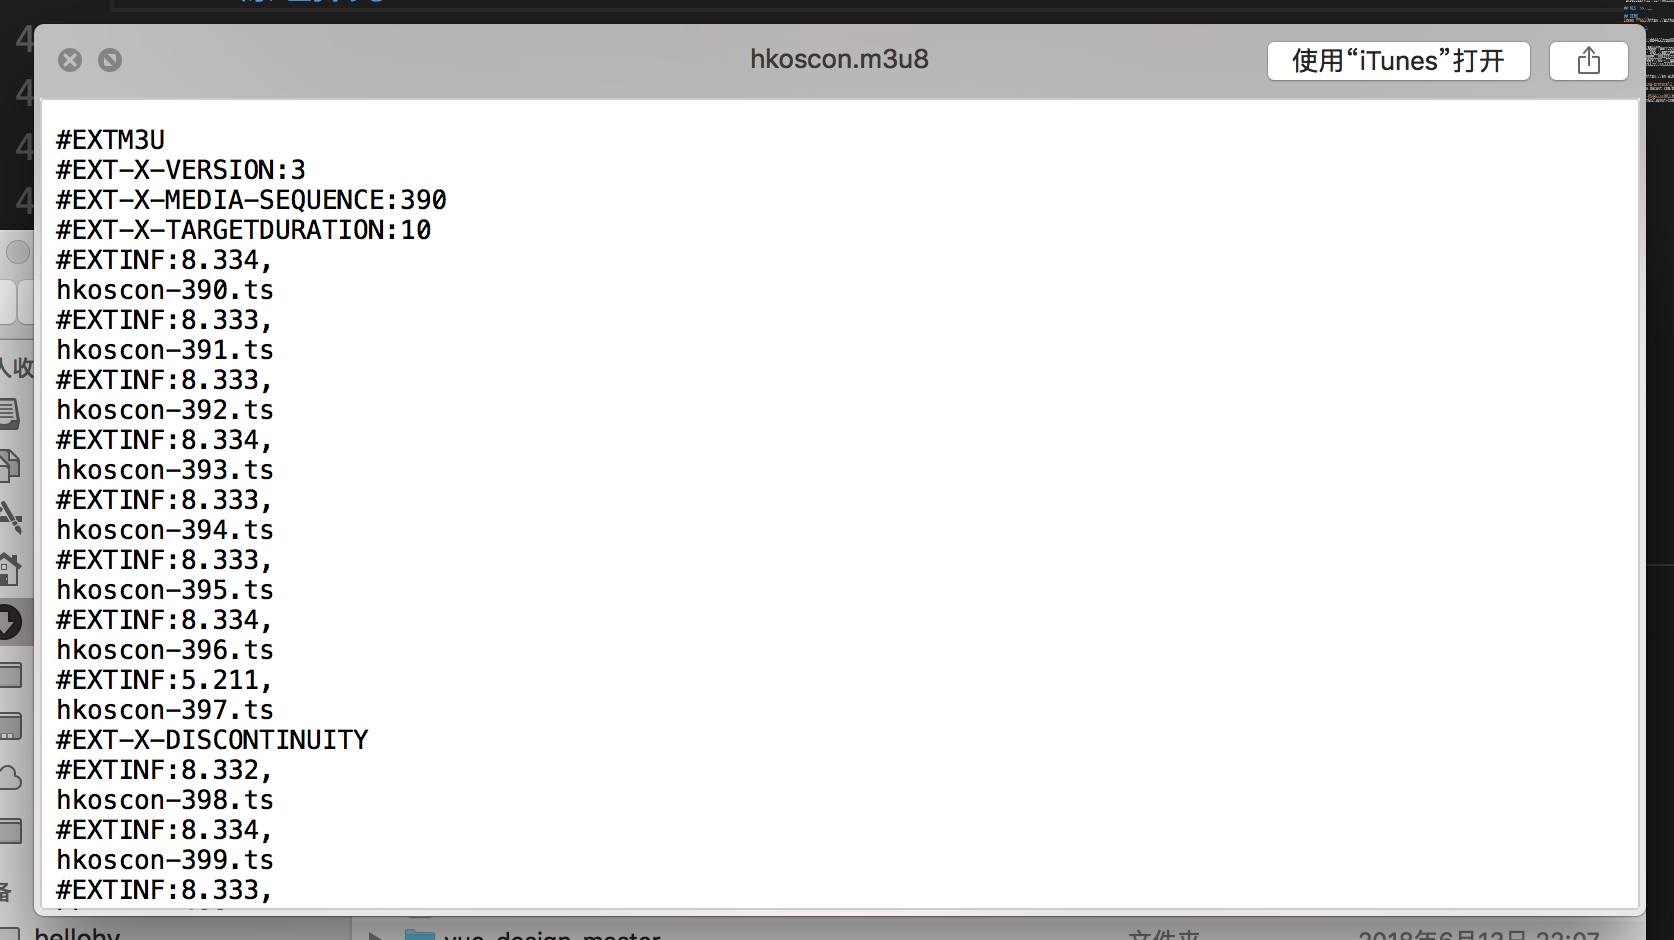 hkoscon.m3u8
使用“iTunes”打开
#EXTM3U
#EXT-X-VERSION:3
#EXT-X-MEDIA-SEQUENCE:390
#EXT-X-TARGETDURATION:10
#EXTINF:8.334,
hkoscon-390.ts
#EXTINF:8.333,
hkoscon-391.ts
#EXTINF:8.333,
hkoscon-392.ts
#EXTINF:8.334,
hkoscon-393.ts
#EXTINF:8.333,
hkoscon-394.ts
#EXTINF:8.333,
hkoscon-395.ts
#EXTINF:8.334,
hkoscon-396.ts
#EXTINF:5.211,
hkoscon-397.ts
#EXT-X-DISCONTINUITY
#EXTINF:8.332,
hkoscon-398.ts
#EXTINF:8.334,
hkoscon-399.ts
#EXTINF:8.333,
人收
备
vue-design-master
文件夹
2018年6月13日 22:07